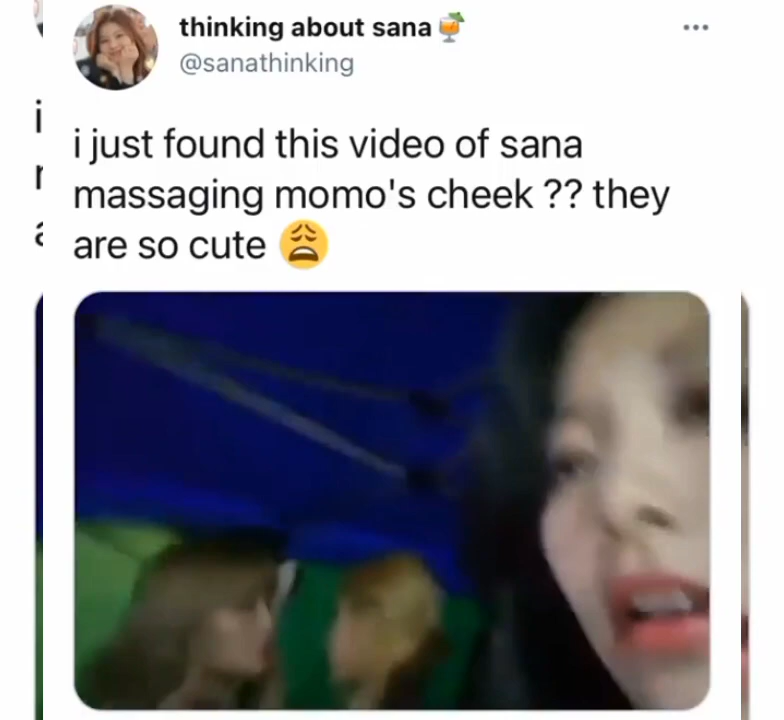 thinking about sana🍹
@sanathinking
i just found this video of sana
massaging momo's cheek ?? they
are so cute 😩